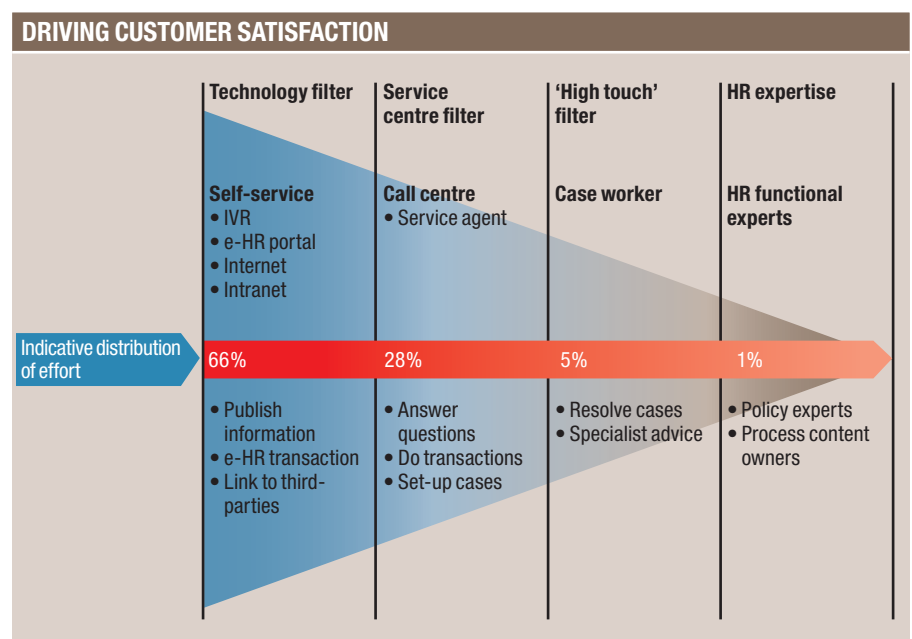 DRIVING CUSTOMER SATISFACTION
Technology filter
Self-service
• IVR
• e-HR portal
• Internet
• Intranet
Service
centre filter
Call centre
• Service agent
'High touch'
filter
Case worker
HR expertise
HR functional
experts
Indicative distribution
of effort
66%
28%
5%
1%
• Publish
information
• e-HR transaction
• Link to third-
parties
• Answer
questions
• Do transactions
• Set-up cases
• Resolve cases
• Specialist advice
• Policy experts
• Process content
owners